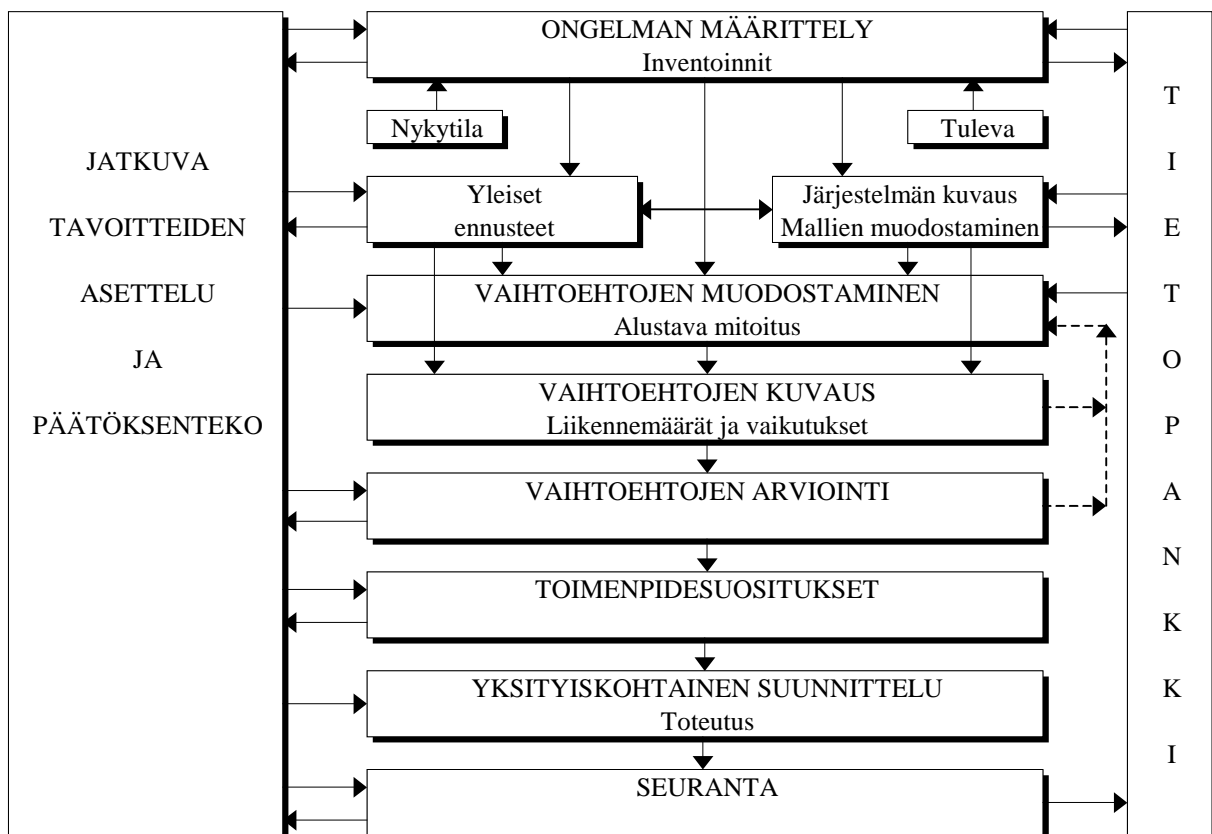 ONGELMAN MÄÄRITTELY
Inventoinnit
Nykytila
Tuleva
JATKUVA
TAVOITTEIDEN
ASETTELU
JA
PÄÄTÖKSENTEKO
Yleiset
ennusteet
Järjestelmän kuvaus
Mallien muodostaminen
VAIHTOEHTOJEN MUODOSTAMINEN
Alustava mitoitus
VAIHTOEHTOJEN KUVAUS
Liikennemäärät ja vaikutukset
VAIHTOEHTOJEN ARVIOINTI
TOIMENPIDESUOSITUKSET
YKSITYISKOHTAINEN SUUNNITTELU
Toteutus
SEURANTA
T
I
E
T
O
P
A
N
K
K
I